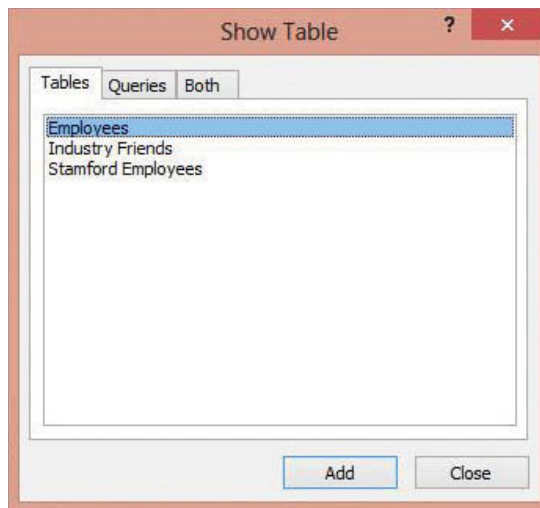 Show Table ? ×
Tables Queries Both
Employees
Industry Friends
Stamford Employees
Add Close